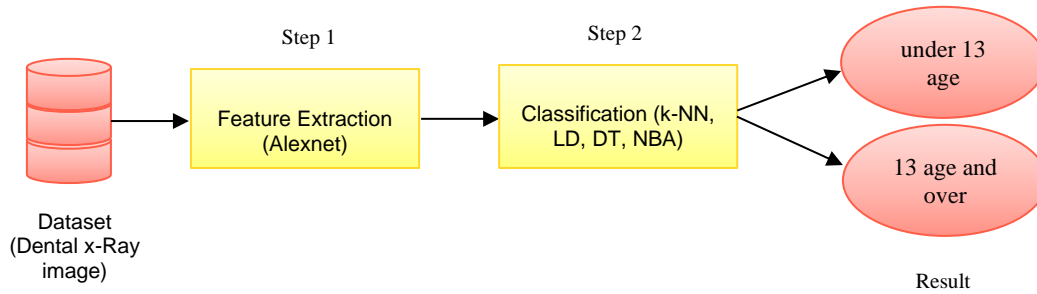 Step 1
Step 2
under 13
age
Feature Extraction
(Alexnet)
Classification (k-NN,
LD, DT, NBA)
13 age and
over
Dataset
(Dental x-Ray
image)
Result